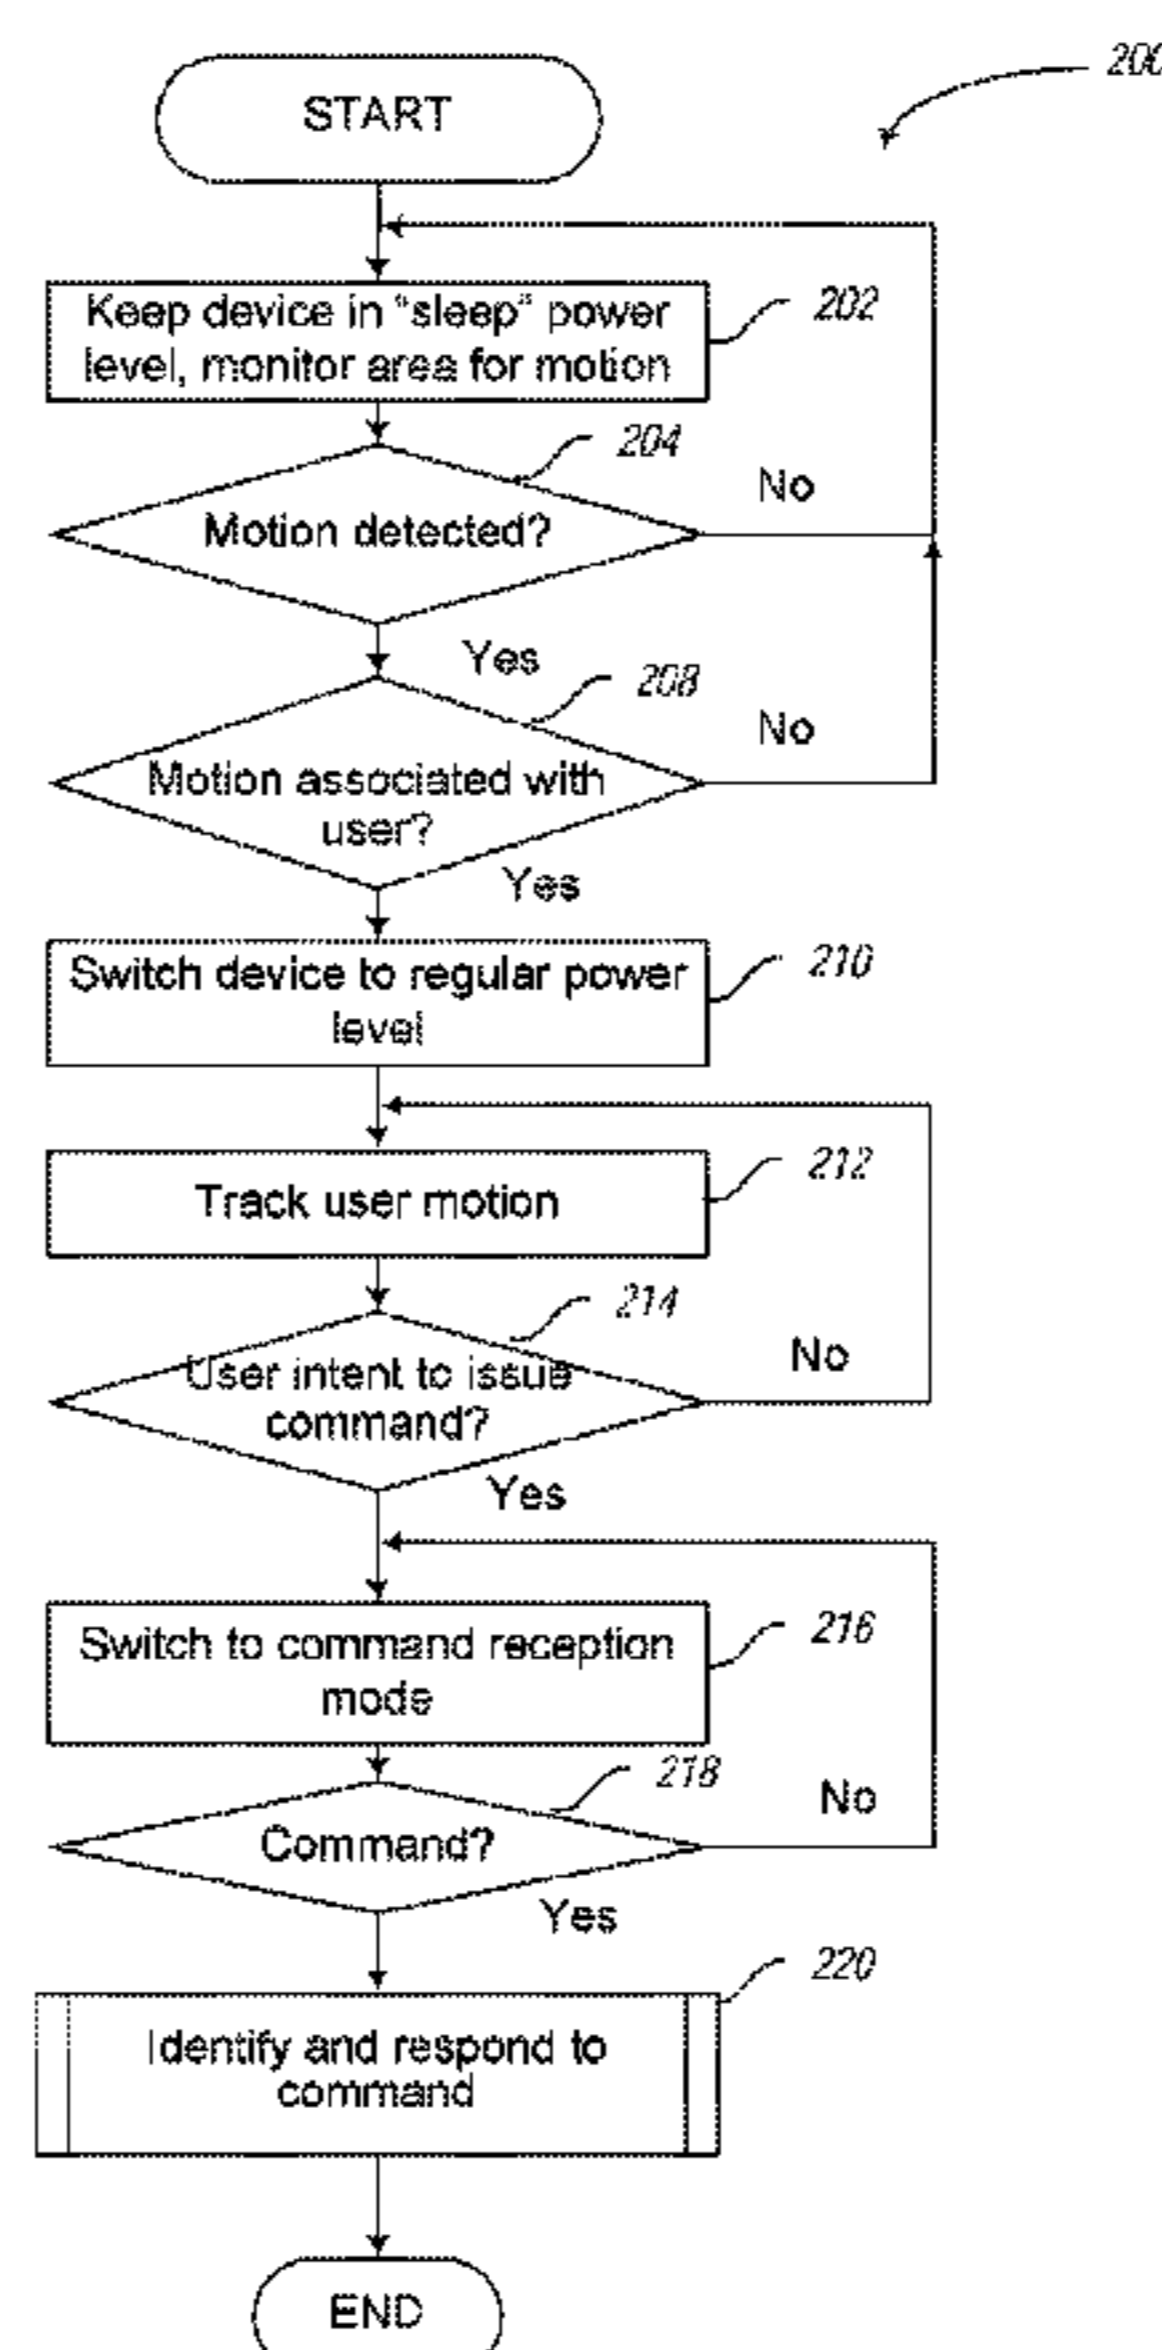 200
START
Keep device in “sleep” power
level, monitor area for motion
202
204
Motion detected?
No
Yes
208
Motion associated with
user?
No
Yes
Switch device to regular power
level
210
Track user motion
212
214
User intent to issue
command?
No
Yes
Switch to command reception
mode
216
218
Command?
No
Yes
220
Identify and respond to
command
END